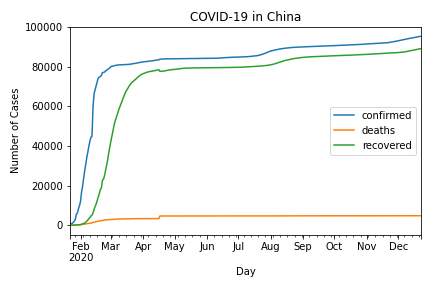 COVID-19 in China
100000
80000
60000
40000
20000
0
Number of Cases
confirmed
deaths
recovered
Feb Mar Apr May Jun Jul Aug Sep Oct Nov Dec
2020
Day